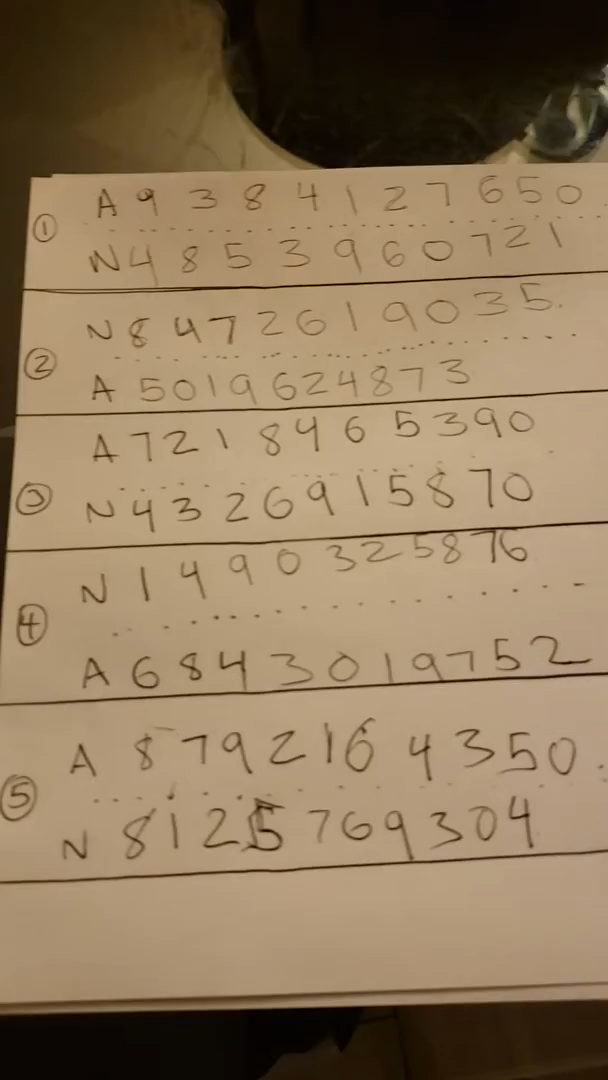 ① A 9 3 8 4 1 2 7 6 5 0
N 4 8 5 3 9 6 0 7 2 1
② N 8 4 7 2 6 1 9 0 3 5
A 5 0 1 9 6 2 4 8 7 3
③ A 7 2 1 8 4 6 5 3 9 0
N 4 3 2 6 9 1 5 8 7 0
④ N 1 4 9 0 3 2 5 8 7 6
A 6 8 4 3 0 1 9 7 5 2
⑤ A 8 7 9 2 1 6 4 3 5 0
N 8 1 2 5 7 6 9 3 0 4